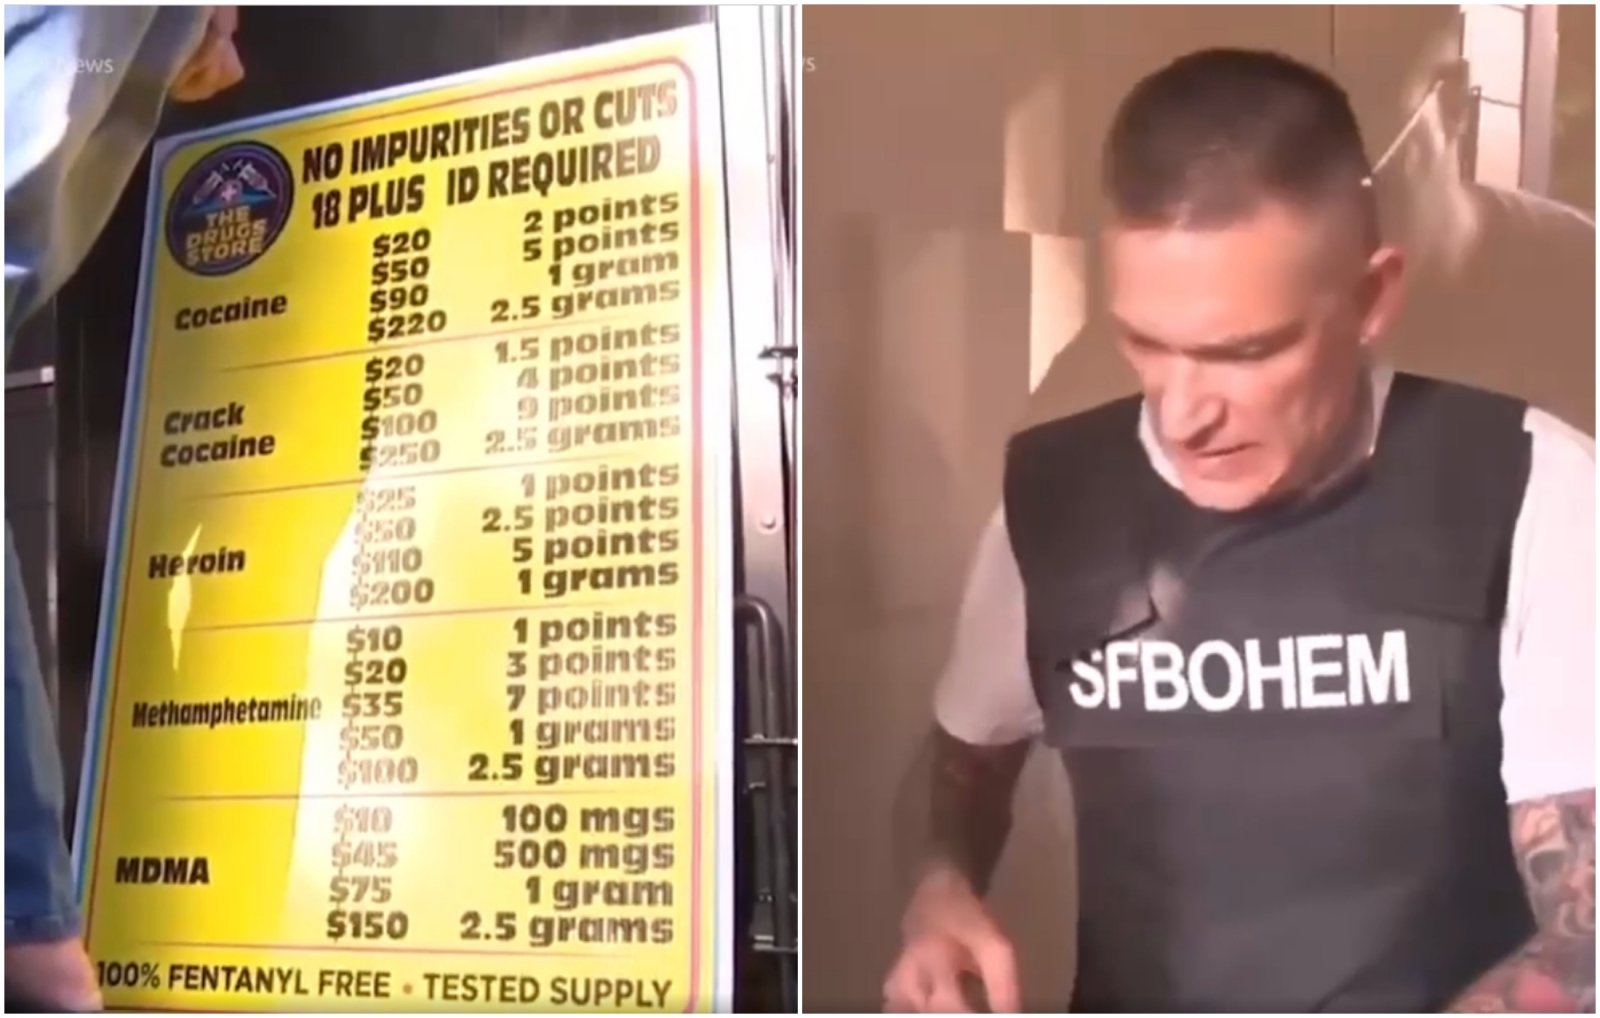 News
NO IMPURITIES OR CUTS
18 PLUS ID REQUIRED
THE
DRUGS
STORE
Cocaine
$20 2 points
$50 5 points
$90 1 gram
$220 2.5 grams
Crack
Cocaine
$20 1.5 points
$50 4 points
$100 9 points
$250 2.5 grams
Heroin
$25 1 points
$50 2.5 points
$110 5 points
$200 1 grams
Methamphetamine
$10 1 points
$20 3 points
$35 7 points
$50 1 grams
$100 2.5 grams
MDMA
$10 100 mgs
$45 500 mgs
$75 1 gram
$150 2.5 grams
100% FENTANYL FREE • TESTED SUPPLY
SFBOHEM